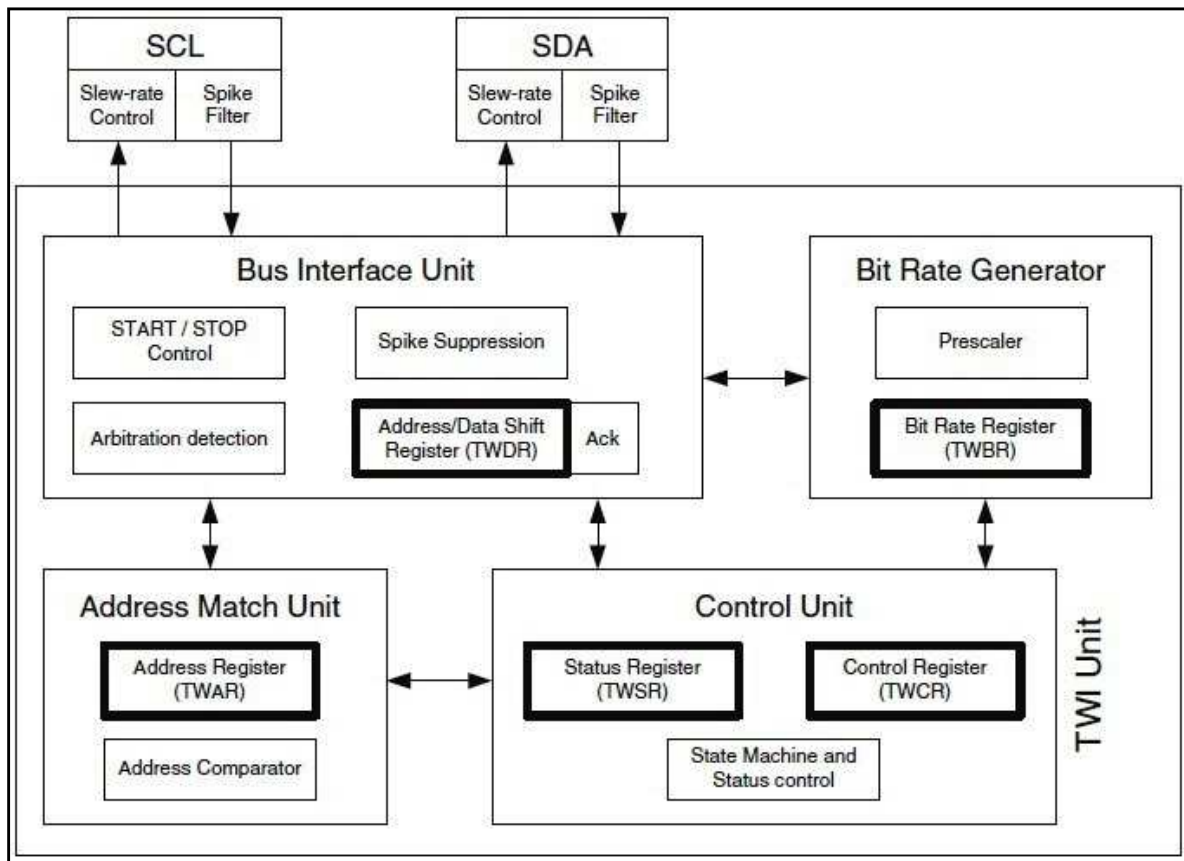 SCL
Slew-rate
Control
Spike
Filter
SDA
Slew-rate
Control
Spike
Filter
Bus Interface Unit
START / STOP
Control
Spike Suppression
Arbitration detection
Address/Data Shift
Register (TWDR)
Ack
Bit Rate Generator
Prescaler
Bit Rate Register
(TWBR)
Address Match Unit
Address Register
(TWAR)
Address Comparator
Control Unit
Status Register
(TWSR)
Control Register
(TWCR)
State Machine and
Status control
TWI Unit